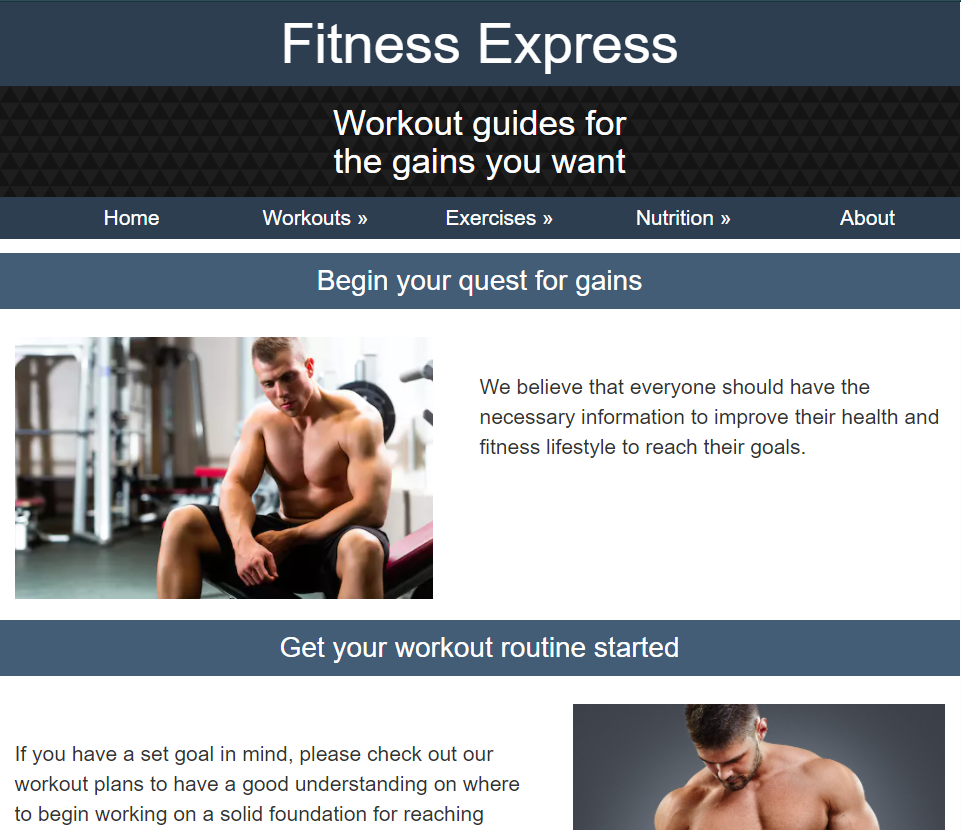 Fitness Express
Workout guides for
the gains you want
Home Workouts » Exercises » Nutrition » About
Begin your quest for gains
We believe that everyone should have the
necessary information to improve their health and
fitness lifestyle to reach their goals.
Get your workout routine started
If you have a set goal in mind, please check out our
workout plans to have a good understanding on where
to begin working on a solid foundation for reaching